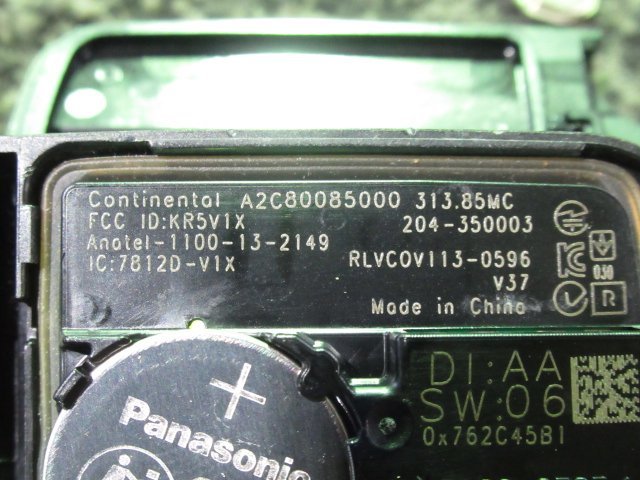 Continental A2C80085000 313.85MC
FCC ID:KR5V1X 204-350003
Anatel-1100-13-2149
IC:7812D-V1X RLVCOV113-0596
V37
Made in China
030
R
DI:AA
SW:06
0x762C45B1
+
Panasonic